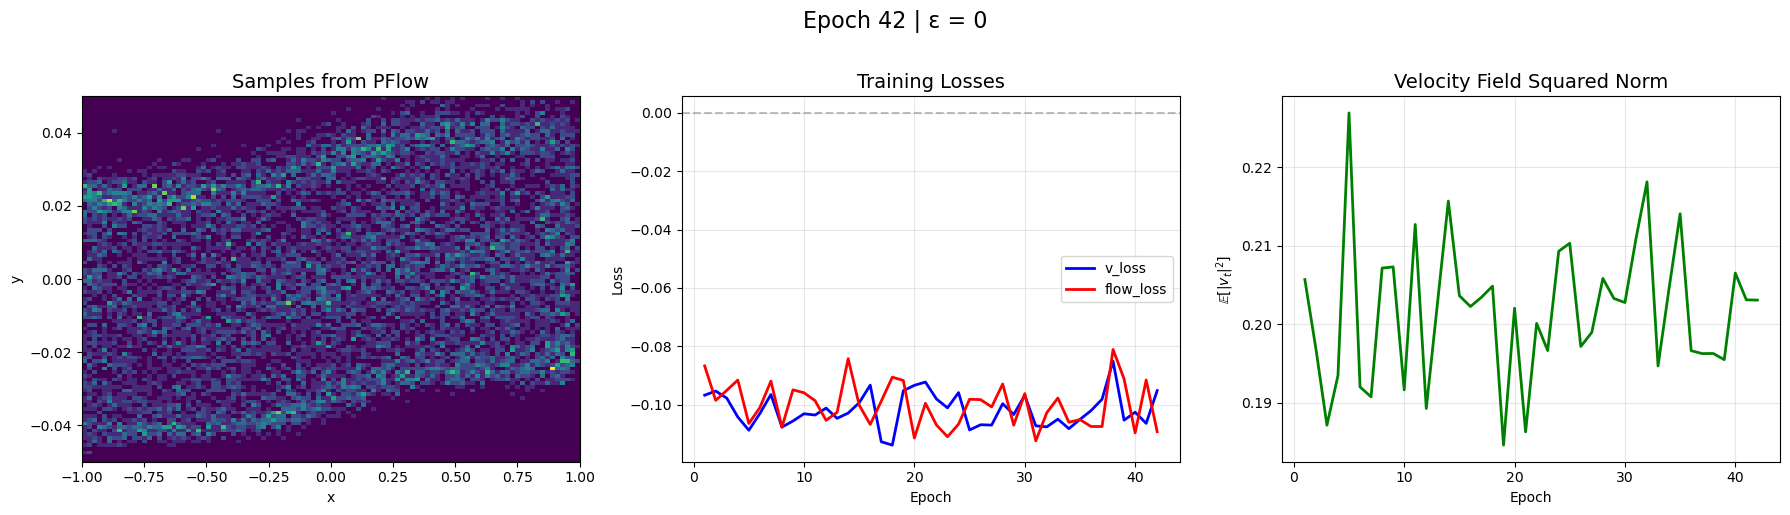 Epoch 42 | ε = 0
Samples from PFlow
0.04
0.02
0.00
−0.02
−0.04
y
−1.00 −0.75 −0.50 −0.25 0.00 0.25 0.50 0.75 1.00
x
Training Losses
0.00
−0.02
−0.04
−0.06
−0.08
−0.10
Loss
v_loss
flow_loss
0 10 20 30 40
Epoch
Velocity Field Squared Norm
0.22
0.21
0.20
0.19
𝔼[|v_t|²]
0 10 20 30 40
Epoch